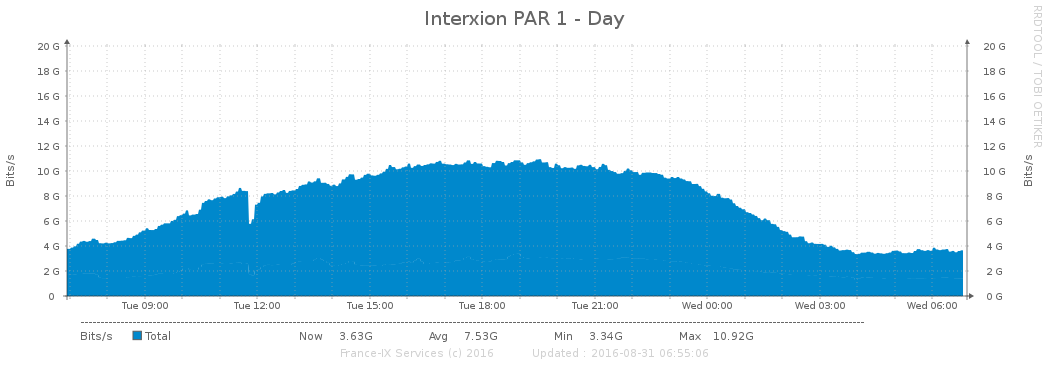 Interxion PAR 1 - Day
RRDTOOL / TOBI OETIKER
Bits/s
20 G 20 G
18 G 18 G
16 G 16 G
14 G 14 G
12 G 12 G
10 G 10 G
8 G 8 G
6 G 6 G
4 G 4 G
2 G 2 G
0 0 G
Bits/s
Tue 09:00 Tue 12:00 Tue 15:00 Tue 18:00 Tue 21:00 Wed 00:00 Wed 03:00 Wed 06:00
Bits/s Total Now 3.63G Avg 7.53G Min 3.34G Max 10.92G
France-IX Services (c) 2016 Updated : 2016-08-31 06:55:06